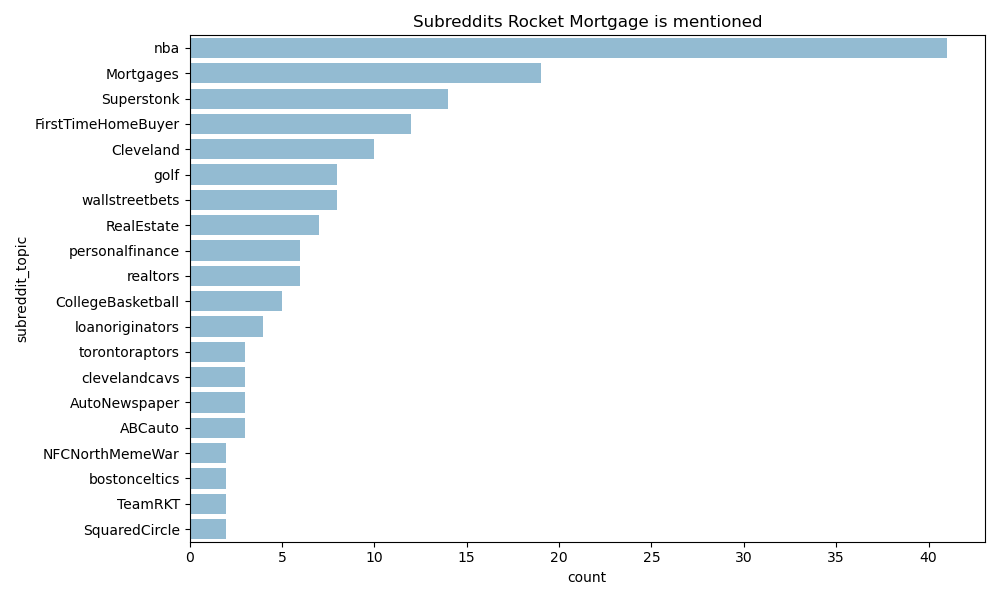 Subreddits Rocket Mortgage is mentioned
nba
Mortgages
Superstonk
FirstTimeHomeBuyer
Cleveland
golf
wallstreetbets
RealEstate
personalfinance
realtors
CollegeBasketball
loanoriginators
torontoraptors
clevelandcavs
AutoNewspaper
ABCauto
NFCNorthMemeWar
bostonceltics
TeamRKT
SquaredCircle
subreddit_topic
0 5 10 15 20 25 30 35 40
count